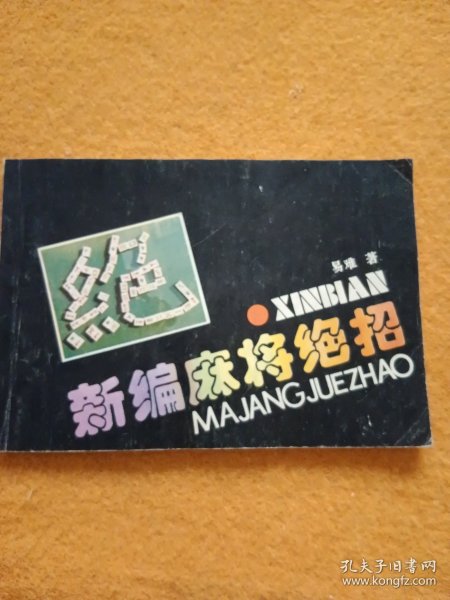 绝
易难 著
XINBIAN
新编麻将绝招
MAJANGJUEZHAO
孔夫子旧书网
www.kongfz.com